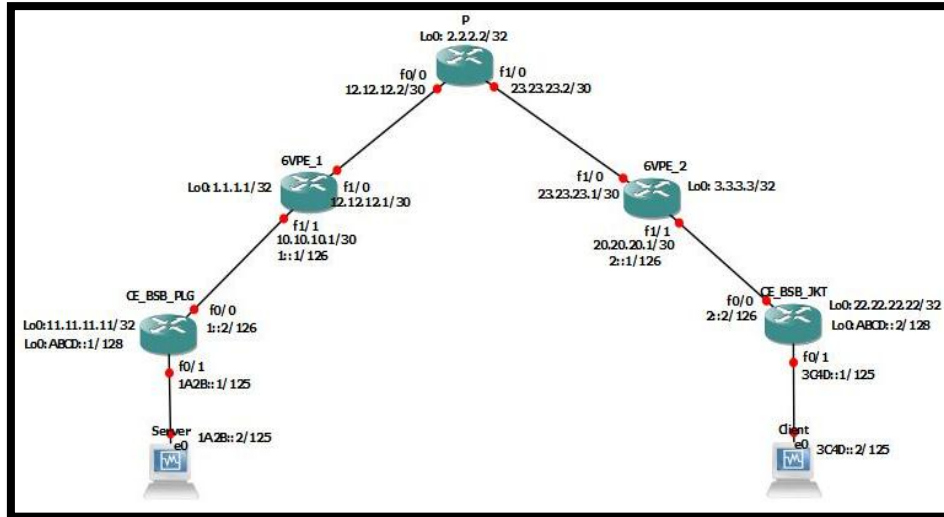 P
Lo0: 2.2.2.2/32
f0/0
12.12.12.2/30
f1/0
23.23.23.2/30
6VPE_1
Lo0:1.1.1.1/32
f1/0
12.12.12.1/30
f1/1
10.10.10.1/30
1::1/126
6VPE_2
f1/0
23.23.23.1/30
Lo0: 3.3.3.3/32
f1/1
20.20.20.1/30
2::1/126
CE_BSB_PLG
f0/0
1::2/126
Lo0:11.11.11.11/32
Lo0:ABCD::1/128
f0/1
1A2B::1/125
Server
e0
1A2B::2/125
CE_BSB_JKT
f0/0
2::2/126
Lo0:22.22.22.22/32
Lo0:ABCD::2/128
f0/1
3C4D::1/125
Client
e0
3C4D::2/125